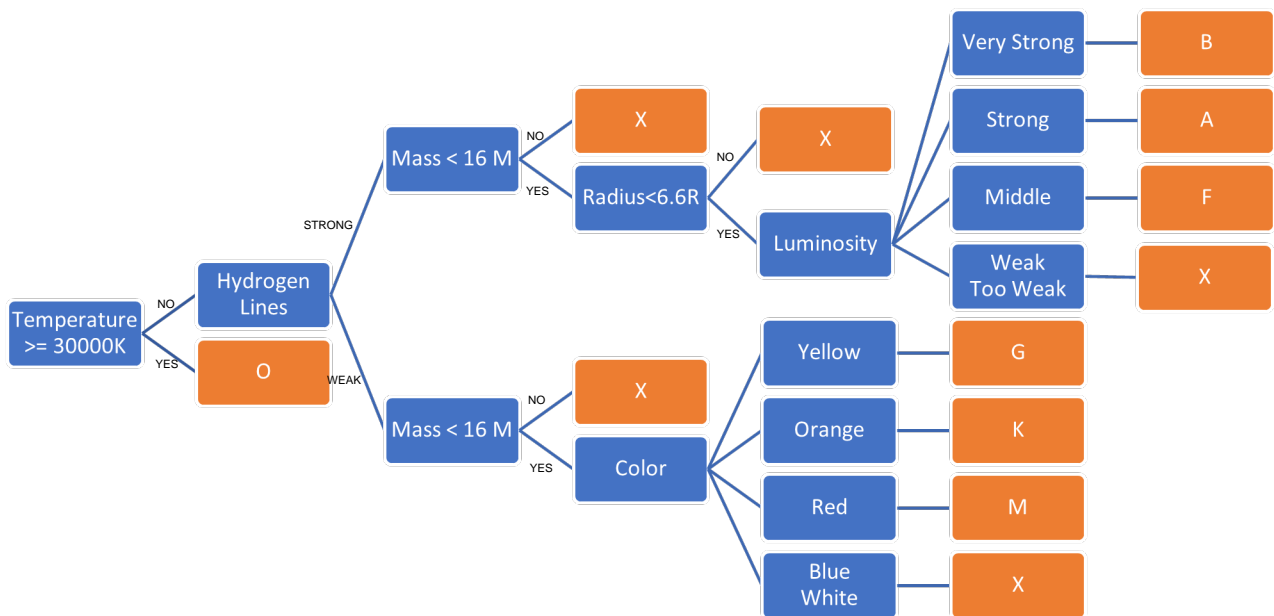 Very Strong
B
X
X
Strong
A
NO
NO
Mass < 16 M
YES
Radius<6.6R
Middle
F
YES
STRONG
Luminosity
Hydrogen
Lines
Weak
Too Weak
X
NO
Temperature
>= 30000K
YES
O
Yellow
G
WEAK
X
NO
Mass < 16 M
Orange
K
YES
Color
Red
M
Blue
White
X